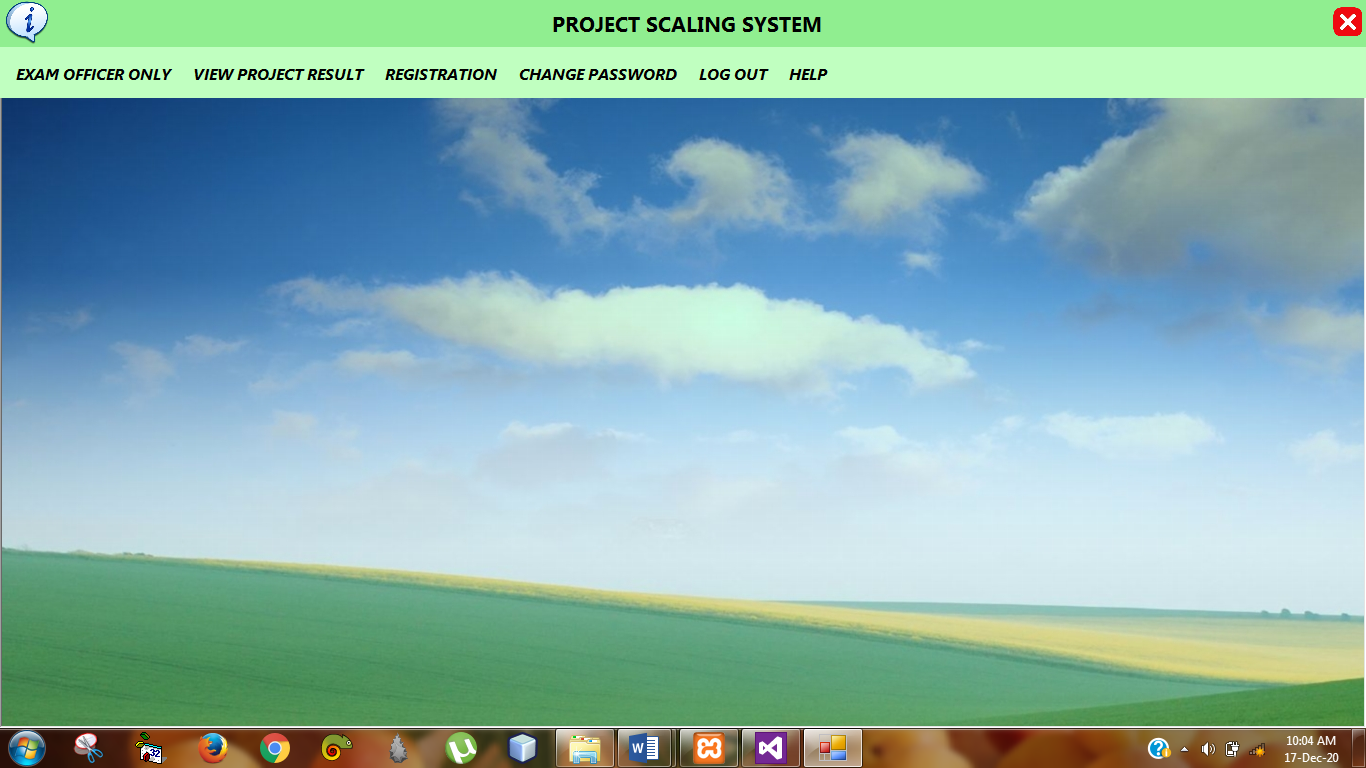 PROJECT SCALING SYSTEM
EXAM OFFICER ONLY VIEW PROJECT RESULT REGISTRATION CHANGE PASSWORD LOG OUT HELP
32
W
10:04 AM
17-Dec-20